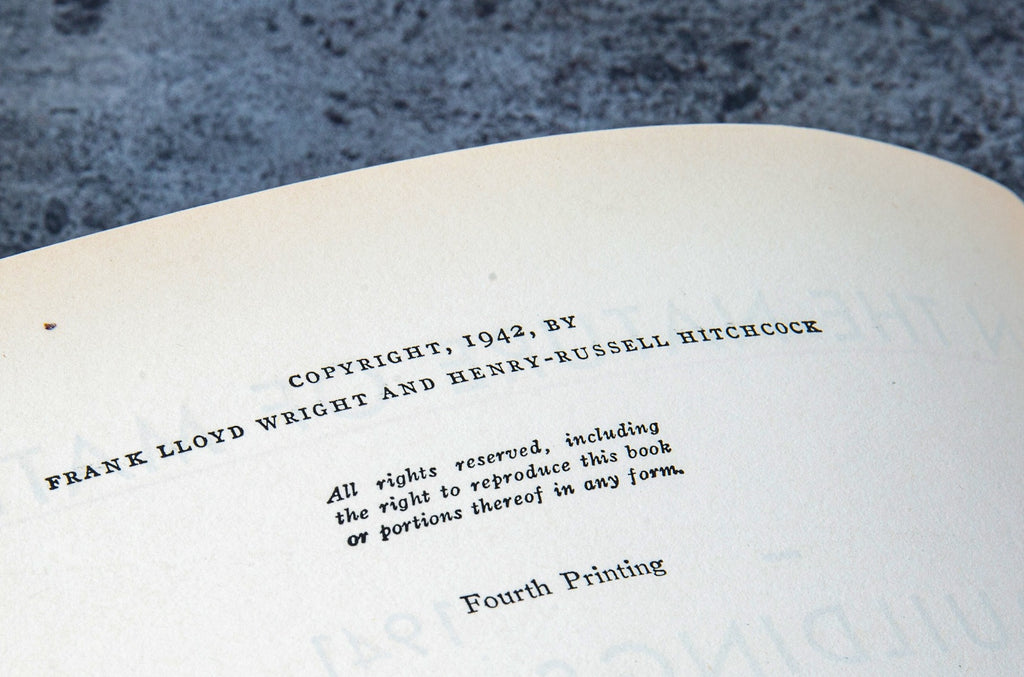 COPYRIGHT, 1942, BY
FRANK LLOYD WRIGHT AND HENRY-RUSSELL HITCHCOCK
All rights reserved, including
the right to reproduce this book
or portions thereof in any form.
Fourth Printing